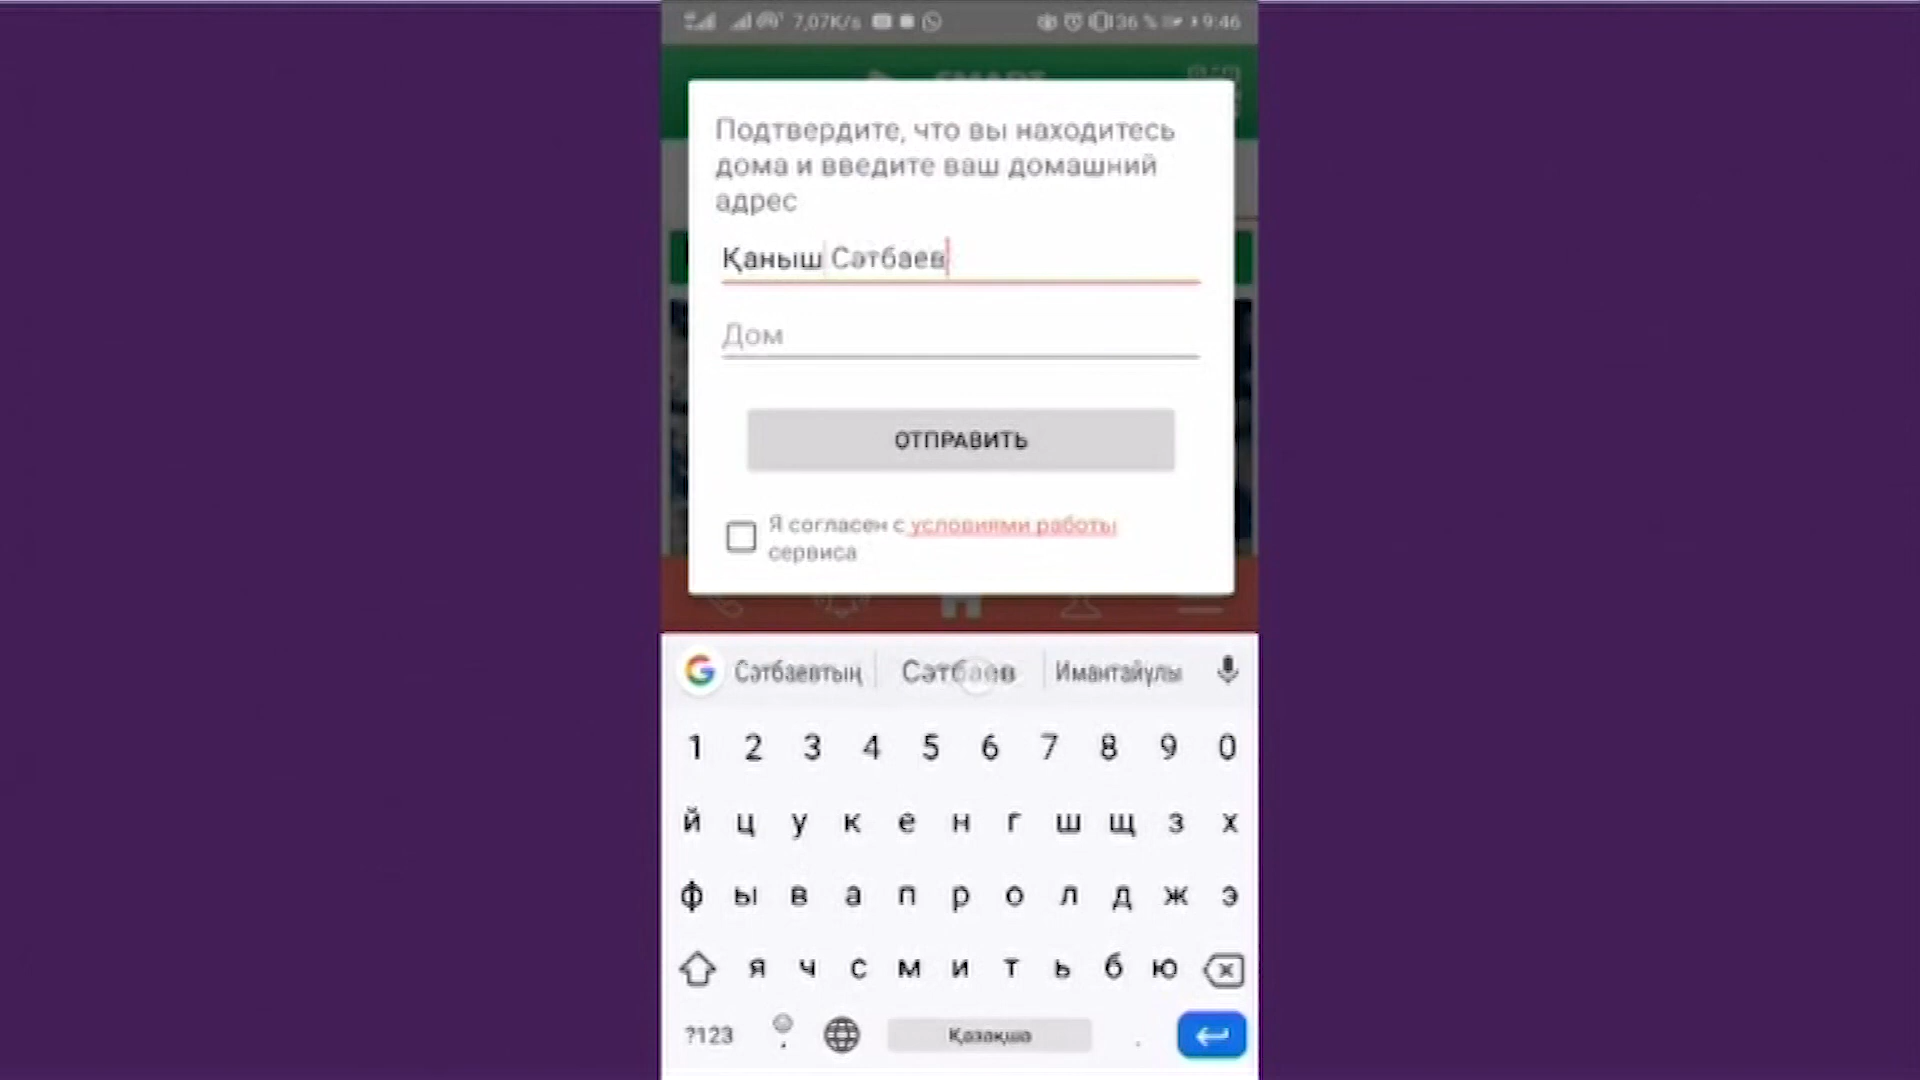 7,07K/s 36 % 9:46
SMART
Подтвердите, что вы находитесь
дома и введите ваш домашний
адрес
Қаныш Сәтбаев
Дом
ОТПРАВИТЬ
Я согласен с условиями работы
сервиса
Сәтбаевтың Сәтбаев Имантайұлы
1 2 3 4 5 6 7 8 9 0
й ц у к е н г ш щ з х
ф ы в а п р о л д ж э
я ч с м и т ь б ю
?123 , Қазақша .